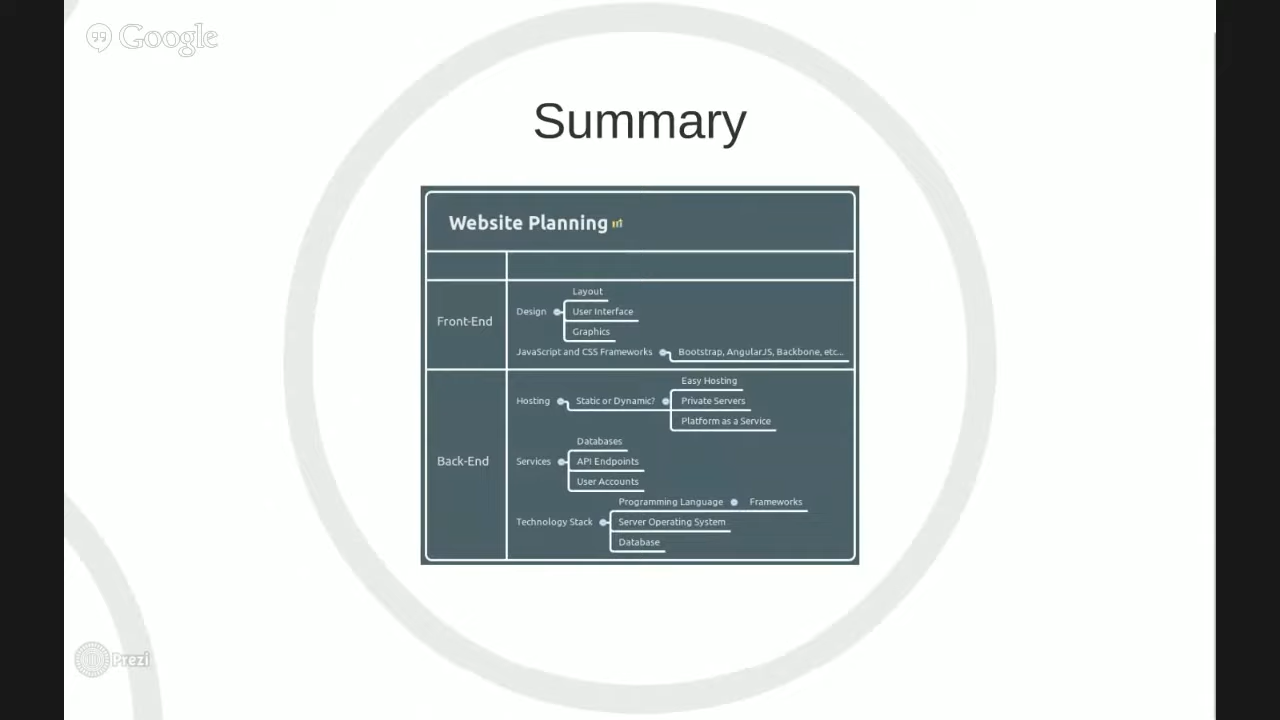 Google
Summary
Website Planning
Layout
Design
User Interface
Front-End
Graphics
JavaScript and CSS Frameworks
Bootstrap, AngularJS, Backbone, etc...
Easy Hosting
Hosting
Static or Dynamic?
Private Servers
Platform as a Service
Databases
Back-End
Services
API Endpoints
User Accounts
Programming Language
Frameworks
Technology Stack
Server Operating System
Database
Prezi